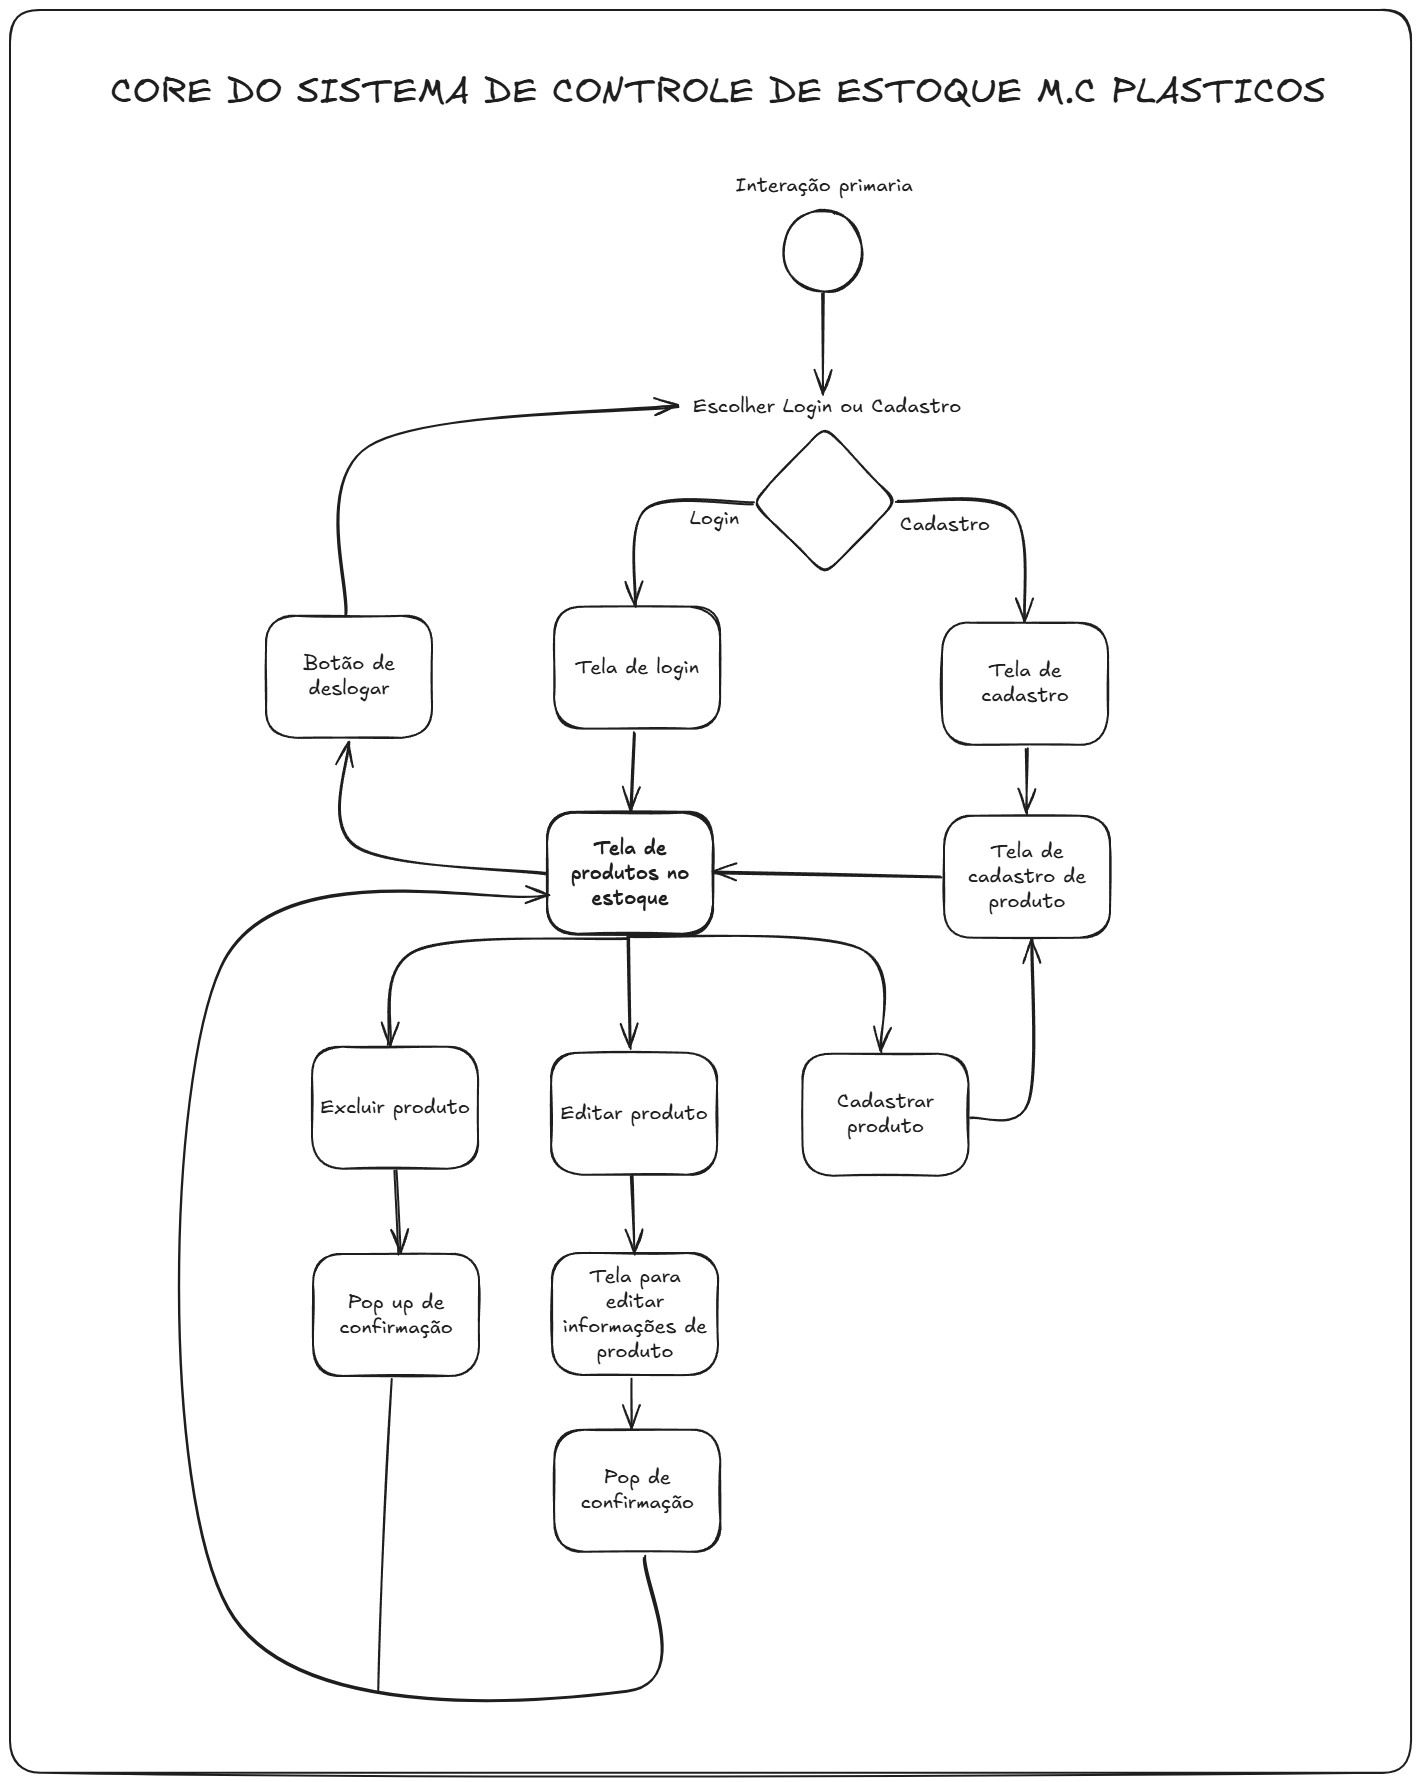 CORE DO SISTEMA DE CONTROLE DE ESTOQUE M.C PLASTICOS
Interação primaria
Escolher Login ou Cadastro
Login
Cadastro
Botão de
deslogar
Tela de login
Tela de
cadastro
Tela de
produtos no
estoque
Tela de
cadastro de
produto
Excluir produto
Editar produto
Cadastrar
produto
Pop up de
confirmação
Tela para
editar
informações de
produto
Pop de
confirmação